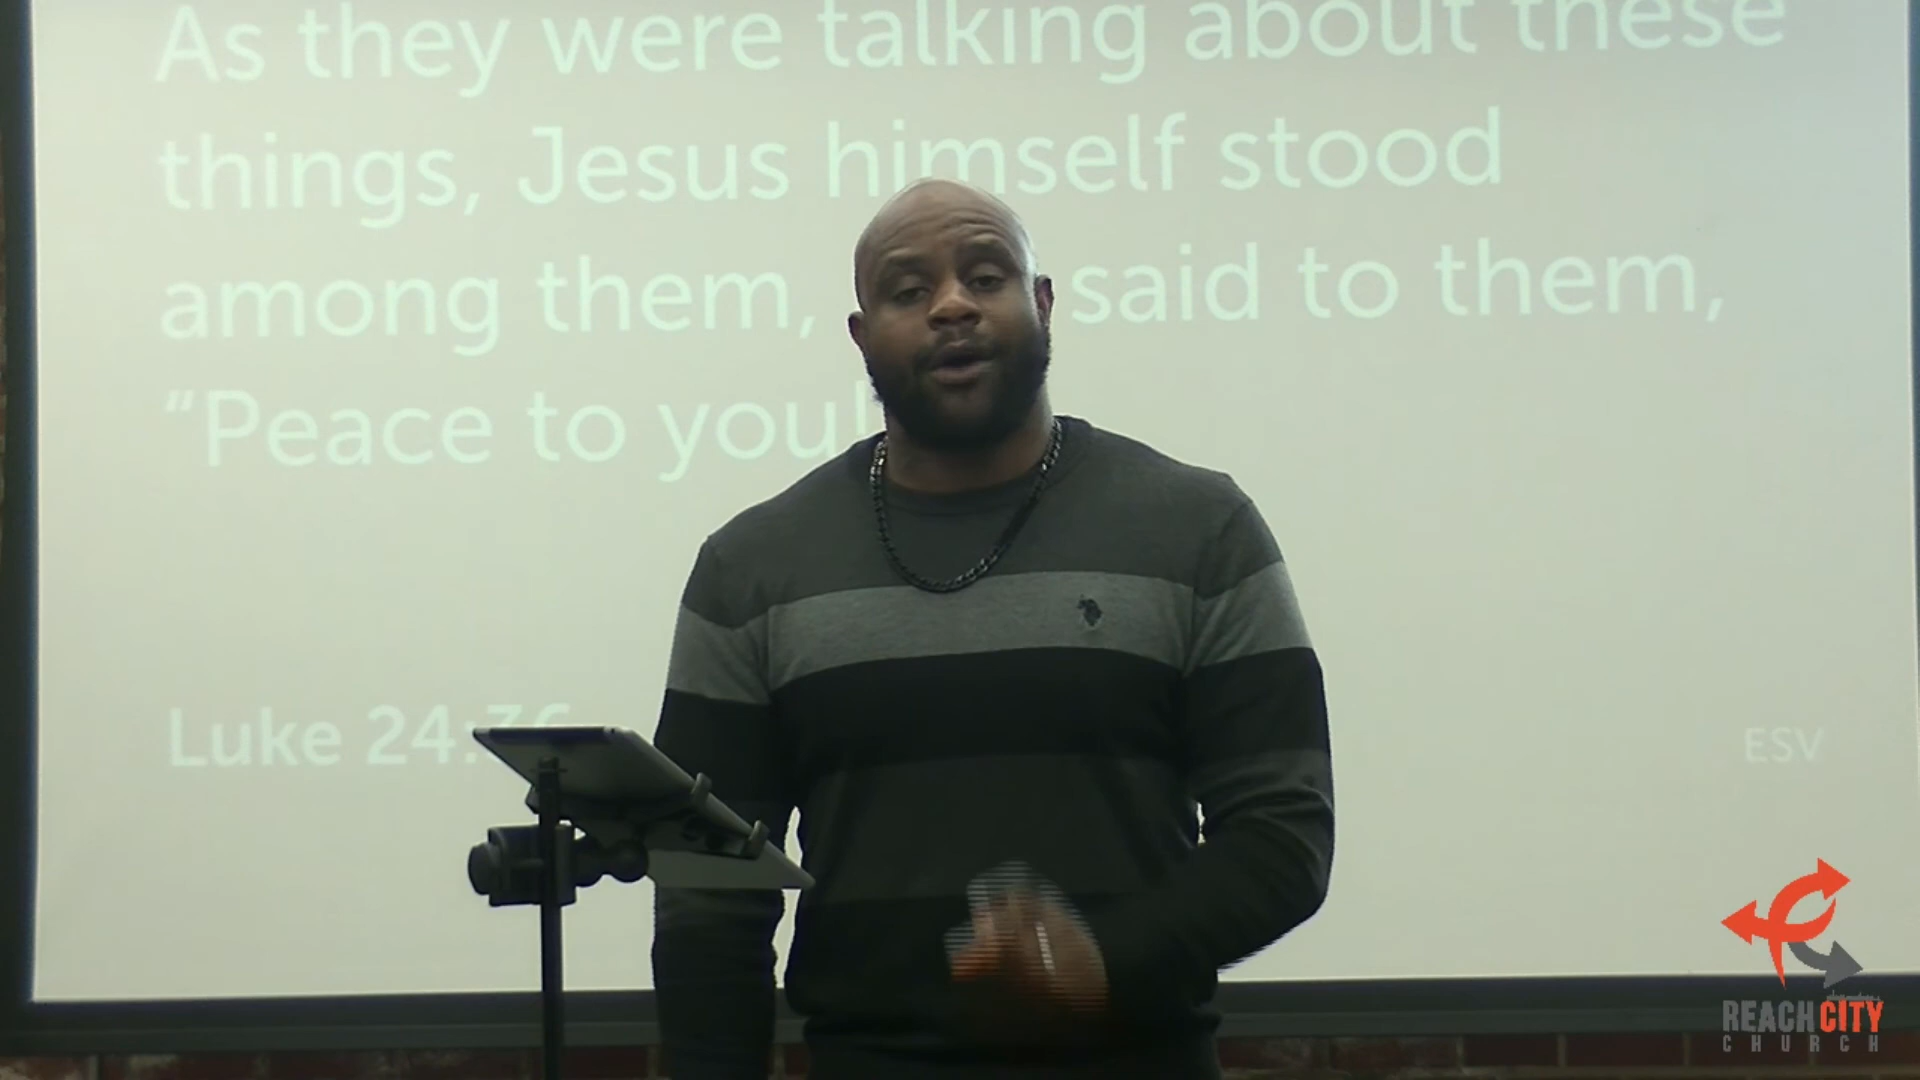 As they were talking about these
things, Jesus himself stood
among them, said to them,
“Peace to you!
Luke 24:36
ESV
REACH CITY
CHURCH